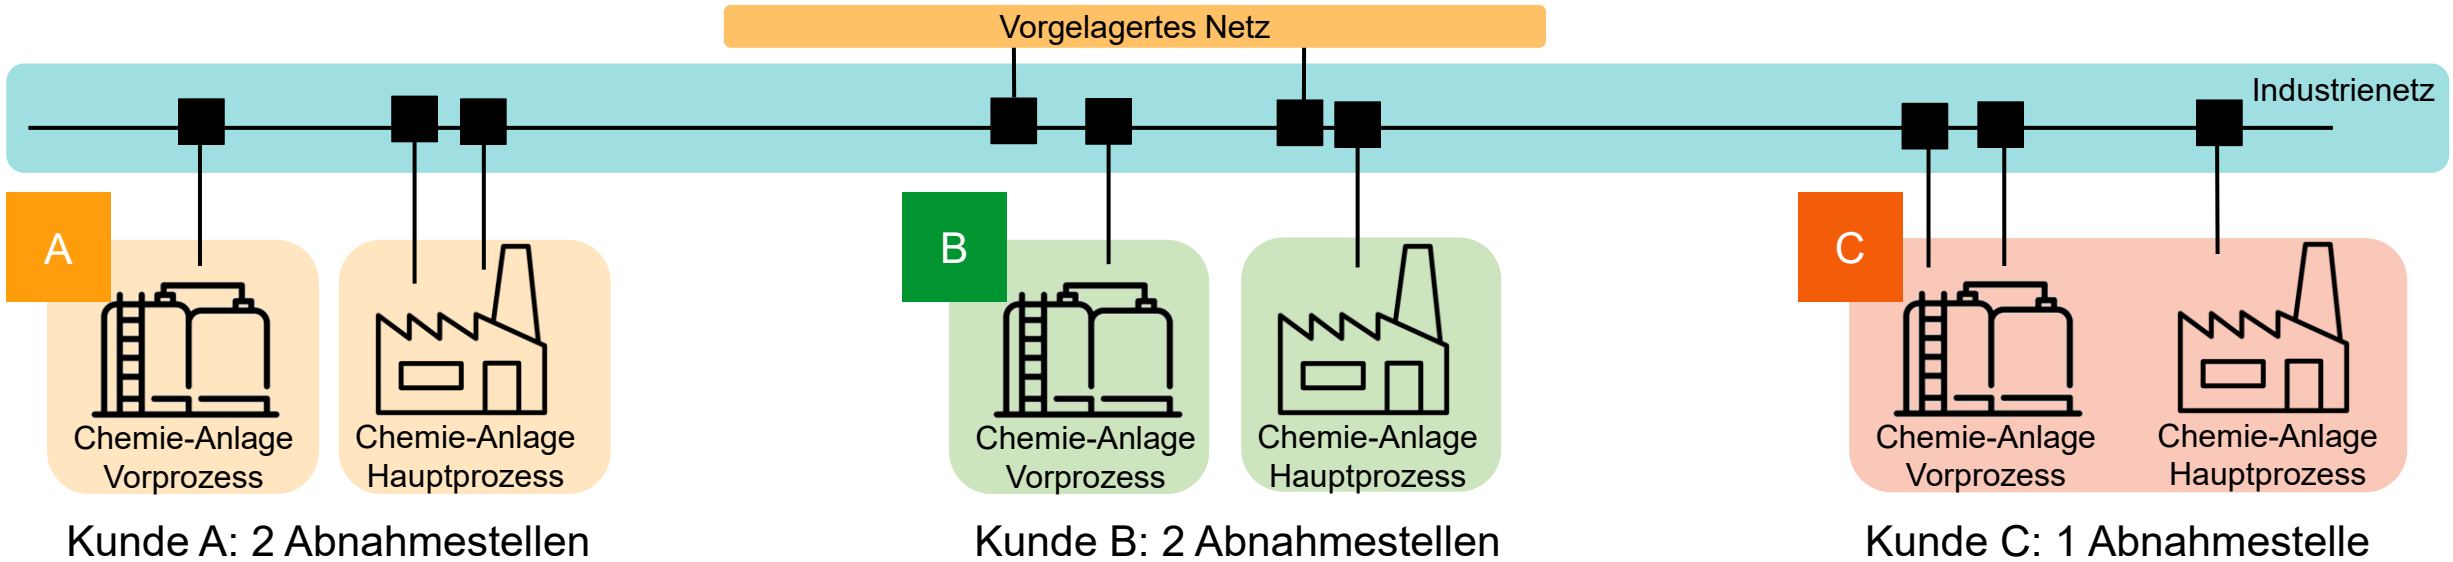 Vorgelagertes Netz
Industrienetz
A
Chemie-Anlage
Vorprozess
Chemie-Anlage
Hauptprozess
Kunde A: 2 Abnahmestellen
B
Chemie-Anlage
Vorprozess
Chemie-Anlage
Hauptprozess
Kunde B: 2 Abnahmestellen
C
Chemie-Anlage
Vorprozess
Chemie-Anlage
Hauptprozess
Kunde C: 1 Abnahmestelle